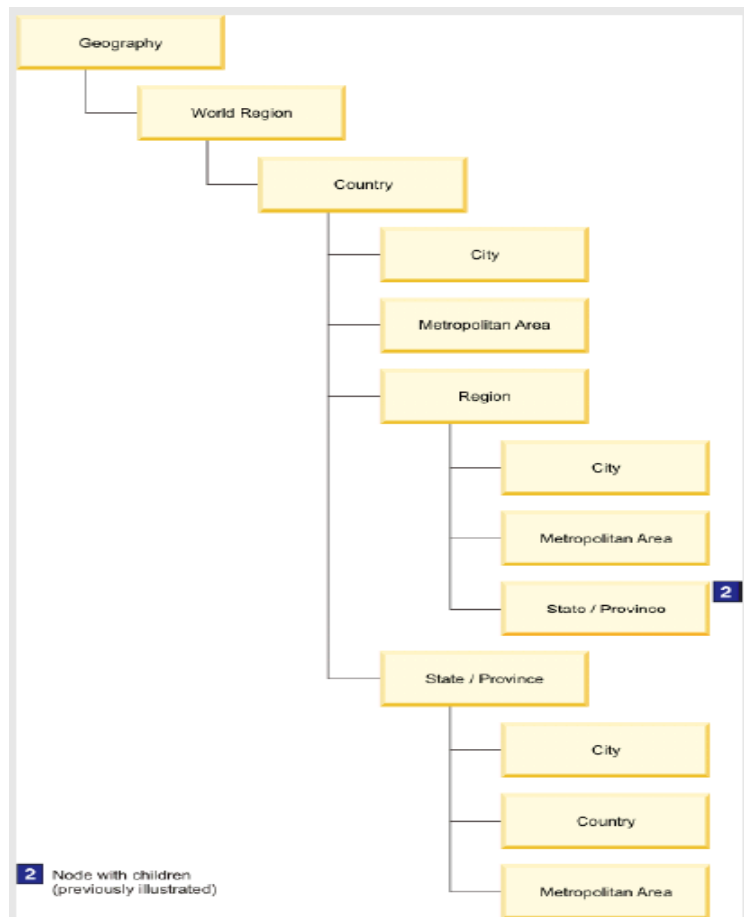 Geography
World Region
Country
City
Metropolitan Area
Region
City
Metropolitan Area
State / Province
2
State / Province
City
Country
Metropolitan Area
2 Node with children
(previously illustrated)